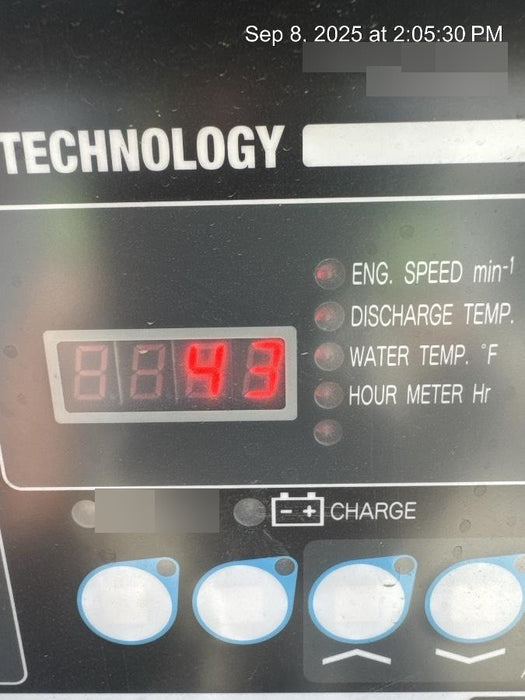 Sep 8, 2025 at 2:05:30 PM
TECHNOLOGY
ENG. SPEED min-1
DISCHARGE TEMP.
43
WATER TEMP. °F
HOUR METER Hr
- + CHARGE